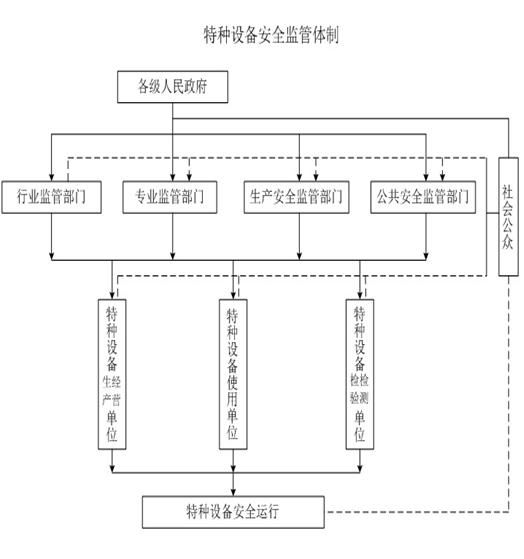 特种设备安全监管体制
各级人民政府
行业监管部门
专业监管部门
生产安全监管部门
公共安全监管部门
社会公众
特种设备生产经营单位
特种设备使用单位
特种设备检验检测单位
特种设备安全运行